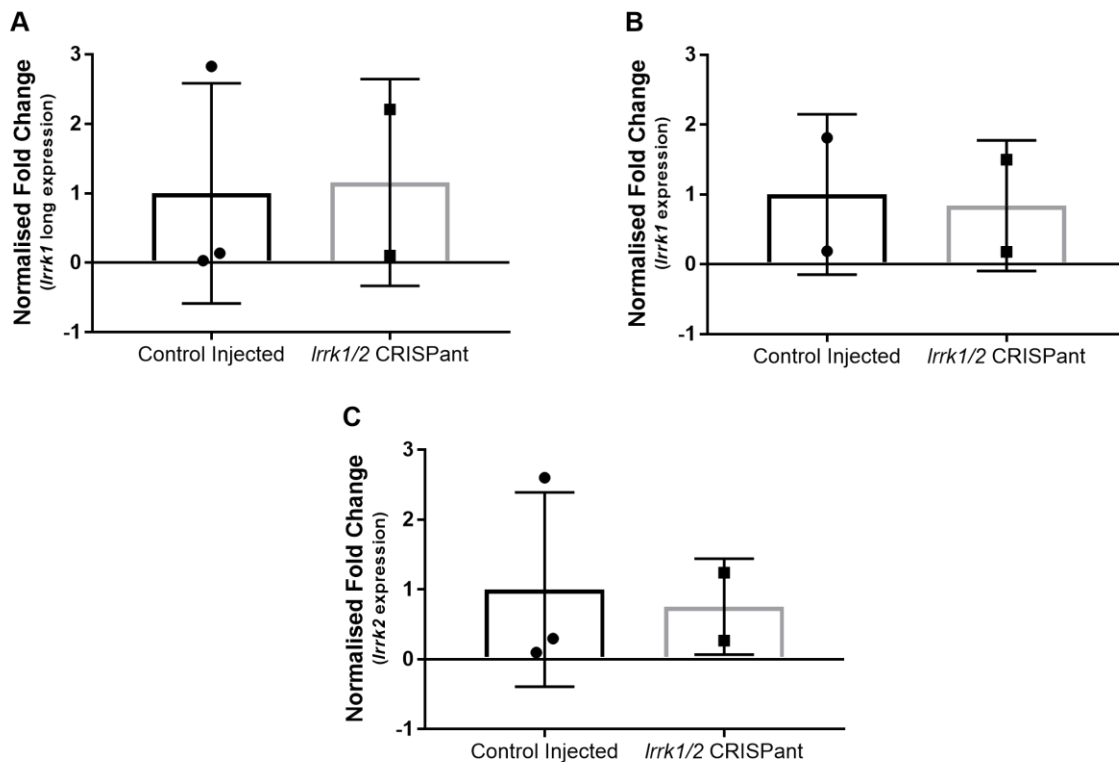 A
Normalised Fold Change
(lrrk1 long expression)
3
2
1
0
-1
Control Injected
lrrk1/2 CRISPant
B
Normalised Fold Change
(lrrk1 expression)
3
2
1
0
-1
Control Injected
lrrk1/2 CRISPant
C
Normalised Fold Change
(lrrk2 expression)
3
2
1
0
-1
Control Injected
lrrk1/2 CRISPant